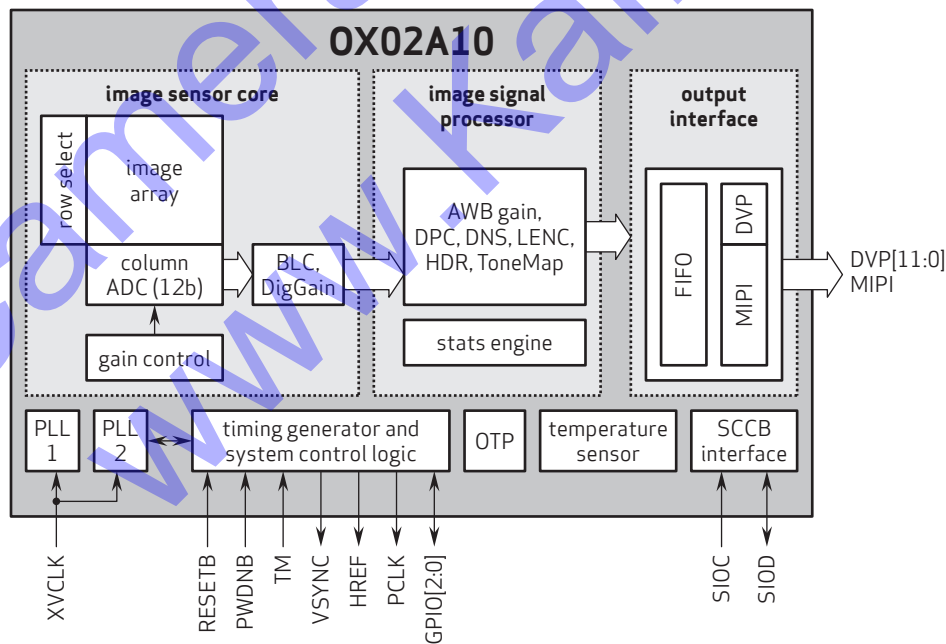 OX02A10
image sensor core
row select
image
array
column
ADC (12b)
BLC,
DigGain
gain control
image signal
processor
AWB gain,
DPC, DNS, LENC,
HDR, ToneMap
stats engine
output
interface
FIFO
DVP
MIPI
DVP[11:0]
MIPI
PLL
1
PLL
2
timing generator and
system control logic
OTP
temperature
sensor
SCCB
interface
XVCLK
RESETB
PWDNB
TM
VSYNC
HREF
PCLK
GPIO[2:0]
SIOC
SIOD